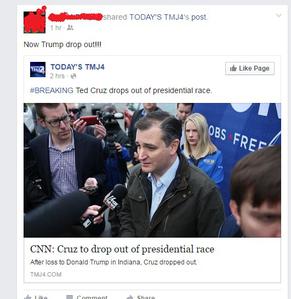 shared TODAY'S TMJ4's post.
1 hr
Now Trump drop out!!!!
TODAY'S TMJ4
2 hrs
Like Page
#BREAKING Ted Cruz drops out of presidential race.
OBS·FREE
CNN: Cruz to drop out of presidential race
After loss to Donald Trump in Indiana, Cruz dropped out.
TMJ4.COM
Like Comment Share